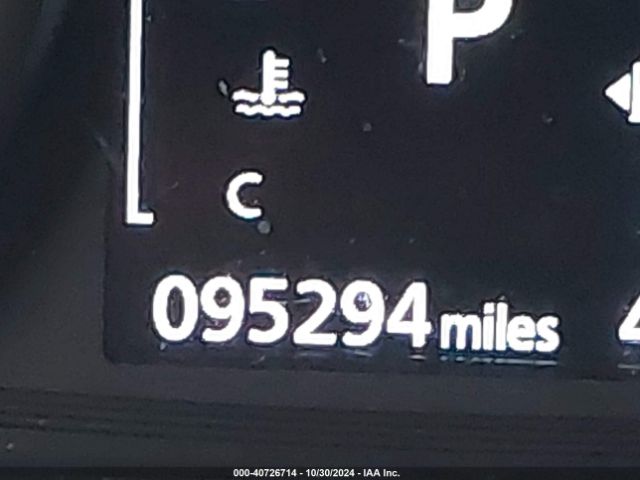 P
C
095294 miles
000-40726714 - 10/30/2024 - IAA Inc.